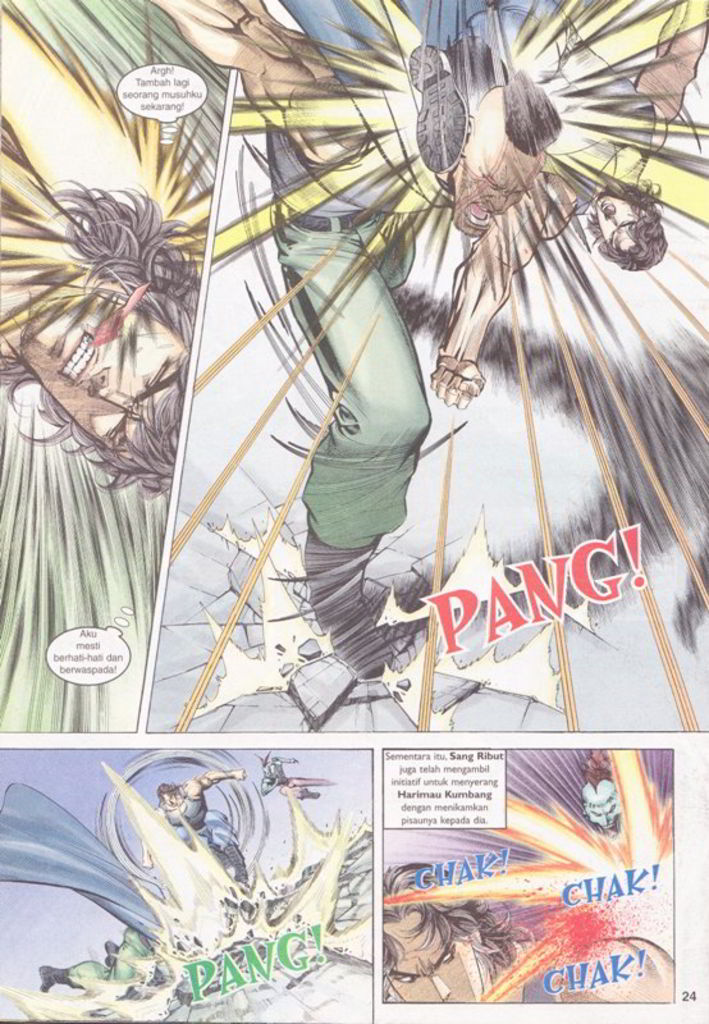 Argh!
Tambah lagi
seorang musuhku
sekarang!
Aku
mesti
berhati-hati dan
berwaspada!
PANG!
PANG!
Sementara itu, Sang Ribut
juga telah mengambil
inisiatif untuk menyerang
Harimau Kumbang
dengan menikamkan
pisaunya kepada dia.
CHAK!
CHAK!
CHAK!
24